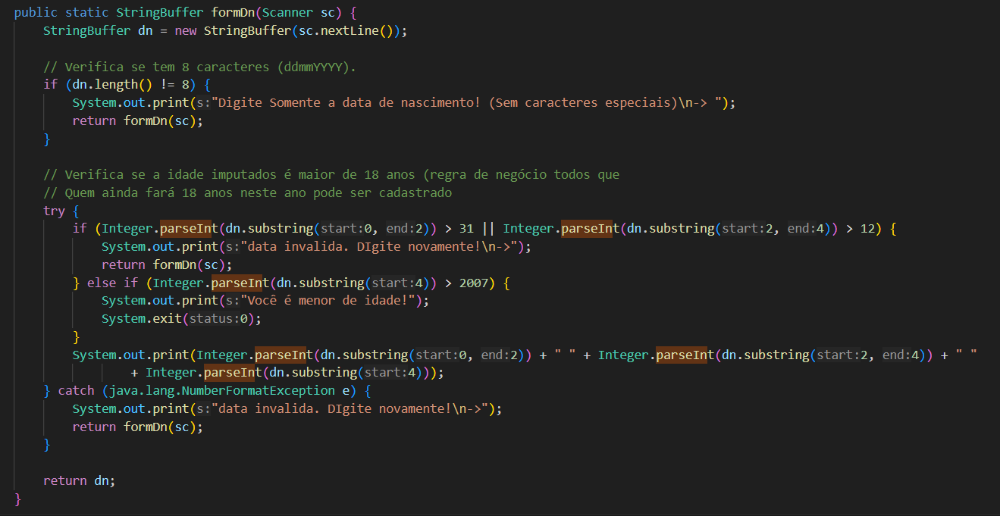 public static StringBuffer formDn(Scanner sc) {
StringBuffer dn = new StringBuffer(sc.nextLine());
// Verifica se tem 8 caracteres (ddmmYYYY).
if (dn.length() != 8) {
System.out.print(s:"Digite Somente a data de nascimento! (Sem caracteres especiais)\n-> ");
return formDn(sc);
}
// Verifica se a idade imputados é maior de 18 anos (regra de negócio todos que
// Quem ainda fará 18 anos neste ano pode ser cadastrado
try {
if (Integer.parseInt(dn.substring(start:0, end:2)) > 31 || Integer.parseInt(dn.substring(start:2, end:4)) > 12) {
System.out.print(s:"data invalida. DIgite novamente!\n->");
return formDn(sc);
} else if (Integer.parseInt(dn.substring(start:4)) > 2007) {
System.out.print(s:"Você é menor de idade!");
System.exit(status:0);
}
System.out.print(Integer.parseInt(dn.substring(start:0, end:2)) + " " + Integer.parseInt(dn.substring(start:2, end:4)) + " "
+ Integer.parseInt(dn.substring(start:4)));
} catch (java.lang.NumberFormatException e) {
System.out.print(s:"data invalida. DIgite novamente!\n->");
return formDn(sc);
}
return dn;
}